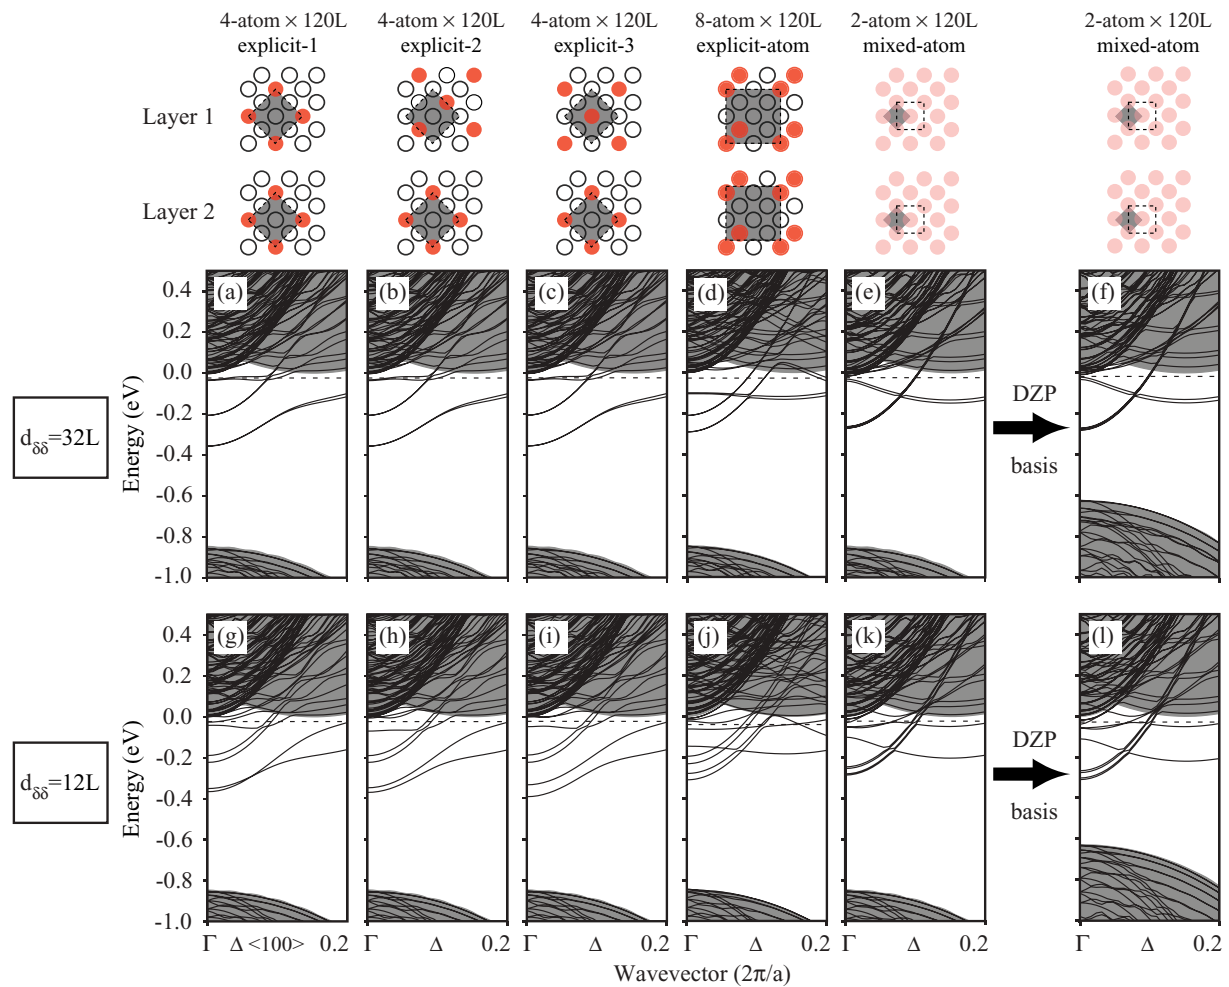 4-atom × 120L 4-atom × 120L 4-atom × 120L 8-atom × 120L 2-atom × 120L 2-atom × 120L
explicit-1 explicit-2 explicit-3 explicit-atom mixed-atom mixed-atom
Layer 1
Layer 2
(a) (b) (c) (d) (e) (f)
0.4
0.2
0.0
-0.2
-0.4
-0.6
-0.8
-1.0
Energy (eV)
dδδ=32L
DZP
basis
(g) (h) (i) (j) (k) (l)
0.4
0.2
0.0
-0.2
-0.4
-0.6
-0.8
-1.0
Energy (eV)
dδδ=12L
DZP
basis
Γ Δ <100> 0.2 Γ Δ 0.2 Γ Δ 0.2 Γ Δ 0.2 Γ Δ 0.2 Γ Δ 0.2
Wavevector (2π/a)